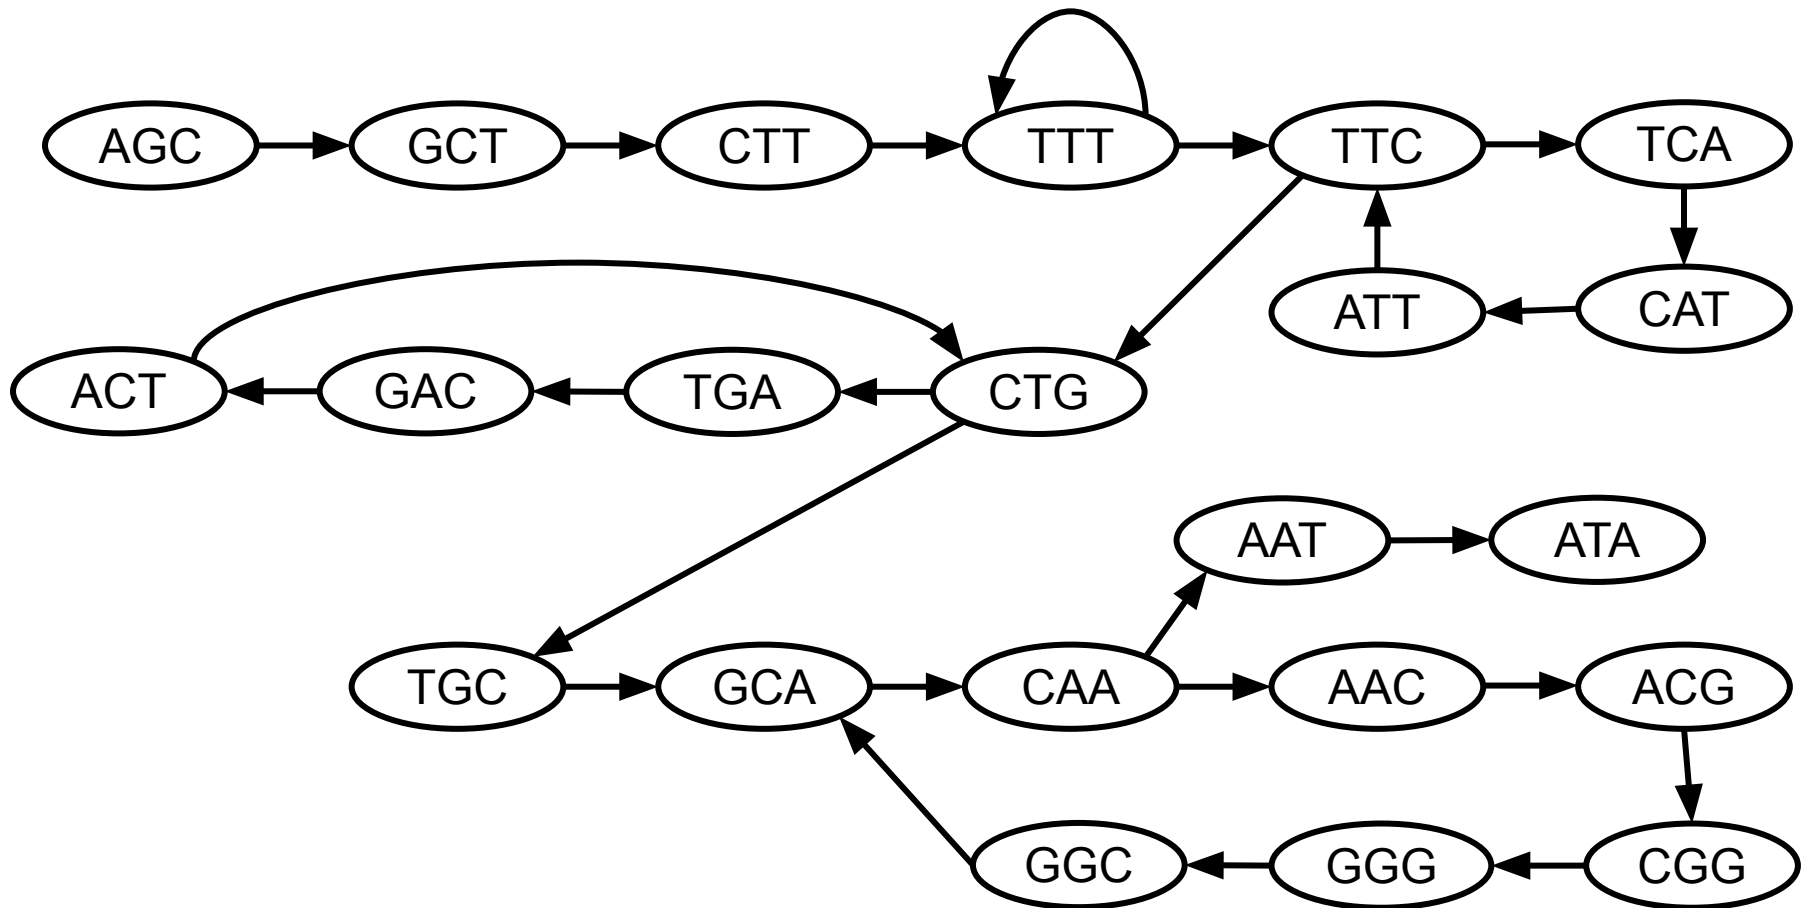 AGC GCT CTT TTT TTC TCA
ATT CAT
ACT GAC TGA CTG
AAT ATA
TGC GCA CAA AAC ACG
GGC GGG CGG